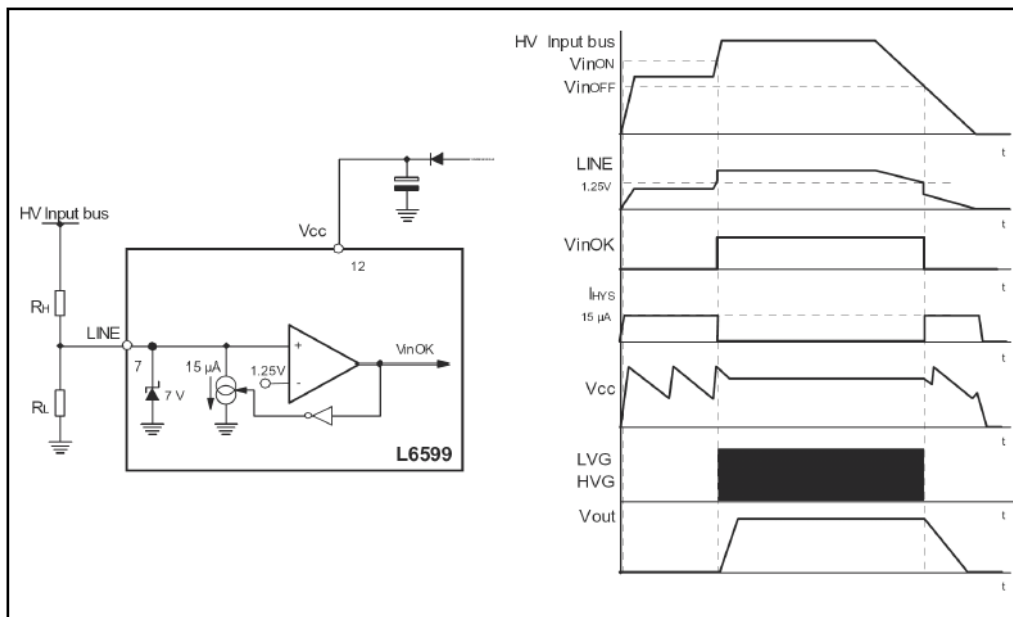 HV Input bus
RH
LINE
RL
Vcc
12
7
7 V
15 µA
1.25V
+
-
VinOK
L6599
HV Input bus
VinON
VinOFF
t
LINE
1.25V
t
VinOK
t
IHYS
15 µA
t
Vcc
t
LVG
HVG
t
Vout
t